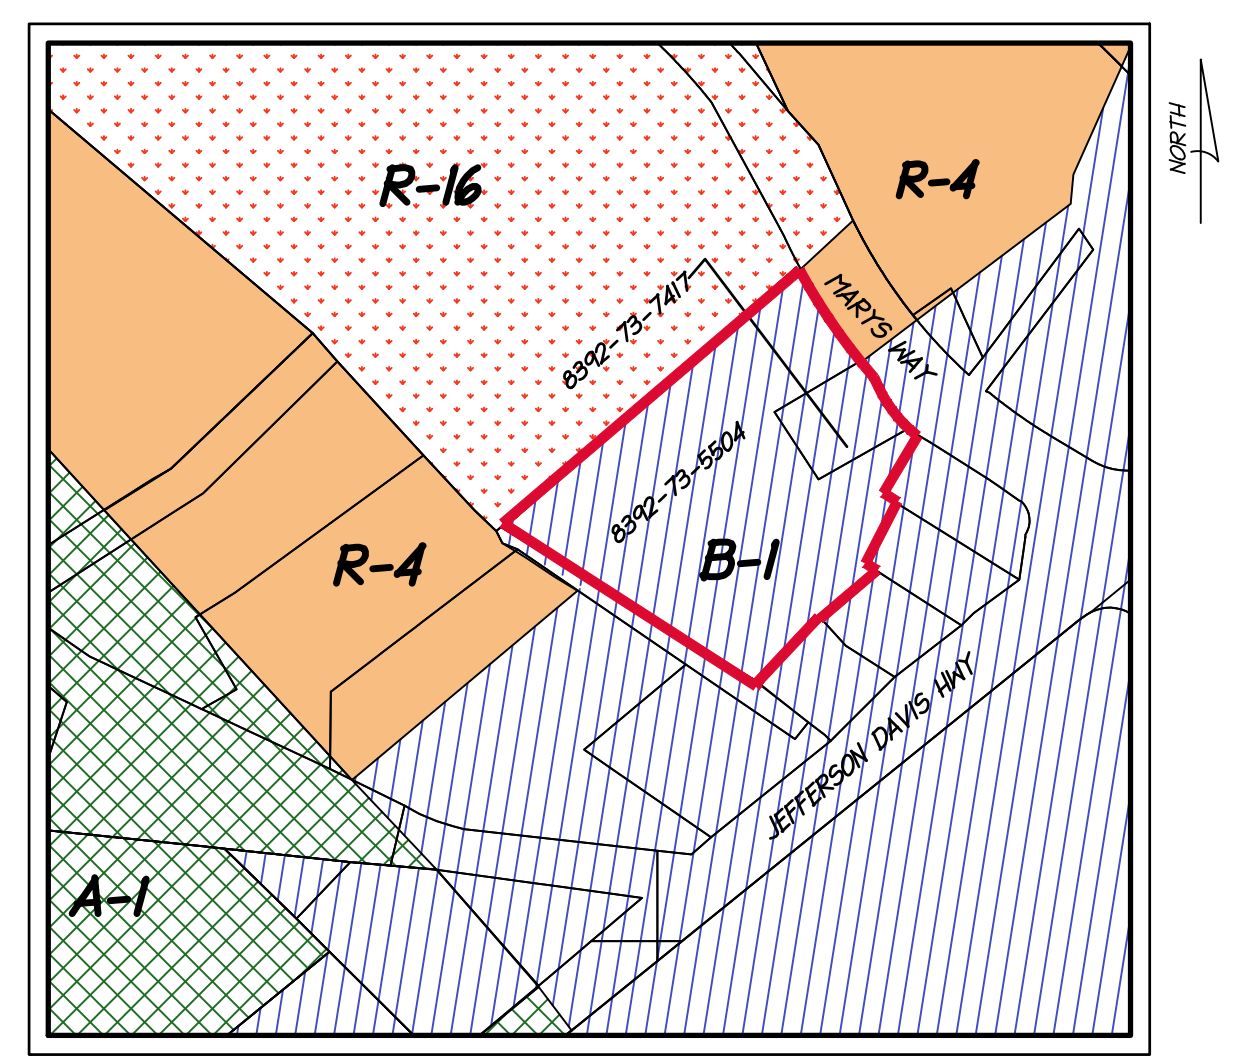 NORTH
R-16
R-4
MARYS WAY
8392-73-7417
8392-73-5504
B-1
R-4
JEFFERSON DAVIS HWY
A-1